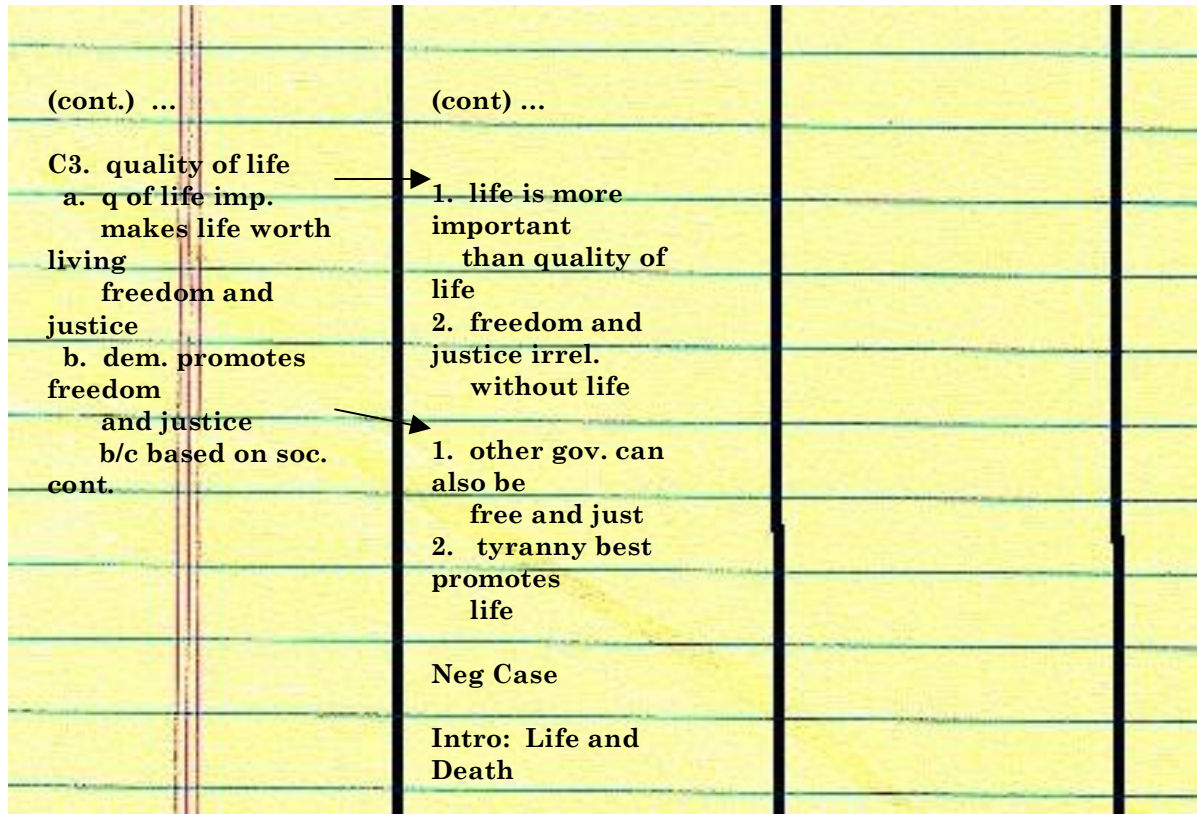 (cont.) ...
C3. quality of life
a. q of life imp.
makes life worth
living
freedom and
justice
b. dem. promotes
freedom
and justice
b/c based on soc.
cont.
(cont) ...
1. life is more
important
than quality of
life
2. freedom and
justice irrel.
without life
1. other gov. can
also be
free and just
2. tyranny best
promotes
life
Neg Case
Intro: Life and
Death